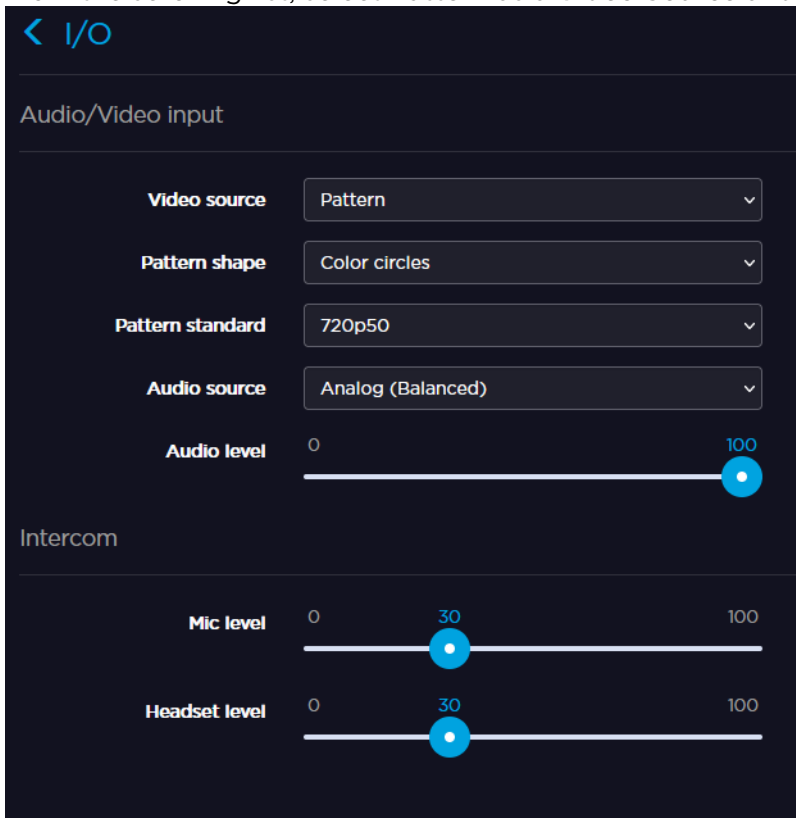 I/O
Audio/Video input
Video source Pattern
Pattern shape Color circles
Pattern standard 720p50
Audio source Analog (Balanced)
Audio level 0 100
Intercom
Mic level 0 30 100
Headset level 0 30 100